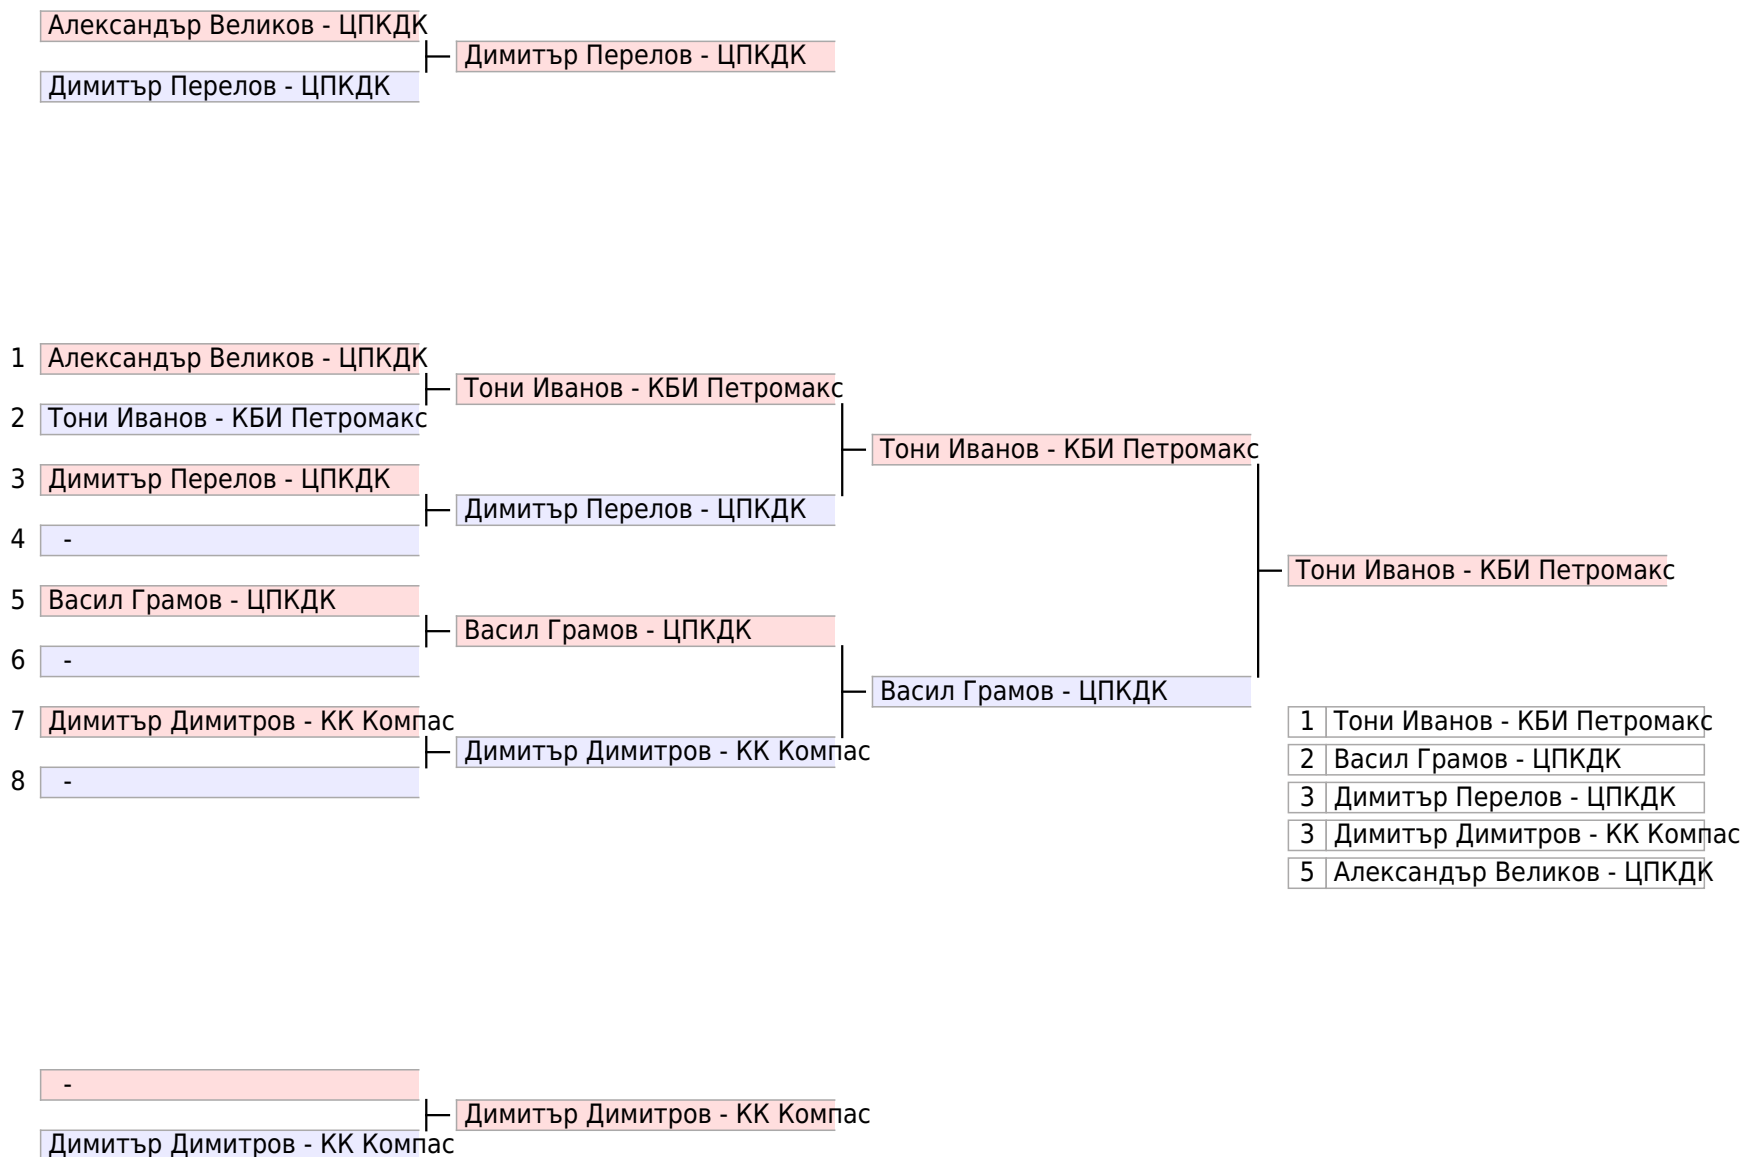 Александър Великов - ЦПКДК
Димитър Перелов - ЦПКДК
Димитър Перелов - ЦПКДК
1 Александър Великов - ЦПКДК
Тони Иванов - КБИ Петромакс
2 Тони Иванов - КБИ Петромакс
Тони Иванов - КБИ Петромакс
3 Димитър Перелов - ЦПКДК
Димитър Перелов - ЦПКДК
4 -
Тони Иванов - КБИ Петромакс
5 Васил Грамов - ЦПКДК
Васил Грамов - ЦПКДК
6 -
Васил Грамов - ЦПКДК
7 Димитър Димитров - КК Компас
Димитър Димитров - КК Компас
8 -
1 Тони Иванов - КБИ Петромакс
2 Васил Грамов - ЦПКДК
3 Димитър Перелов - ЦПКДК
3 Димитър Димитров - КК Компас
5 Александър Великов - ЦПКДК
-
Димитър Димитров - КК Компас
Димитър Димитров - КК Компас